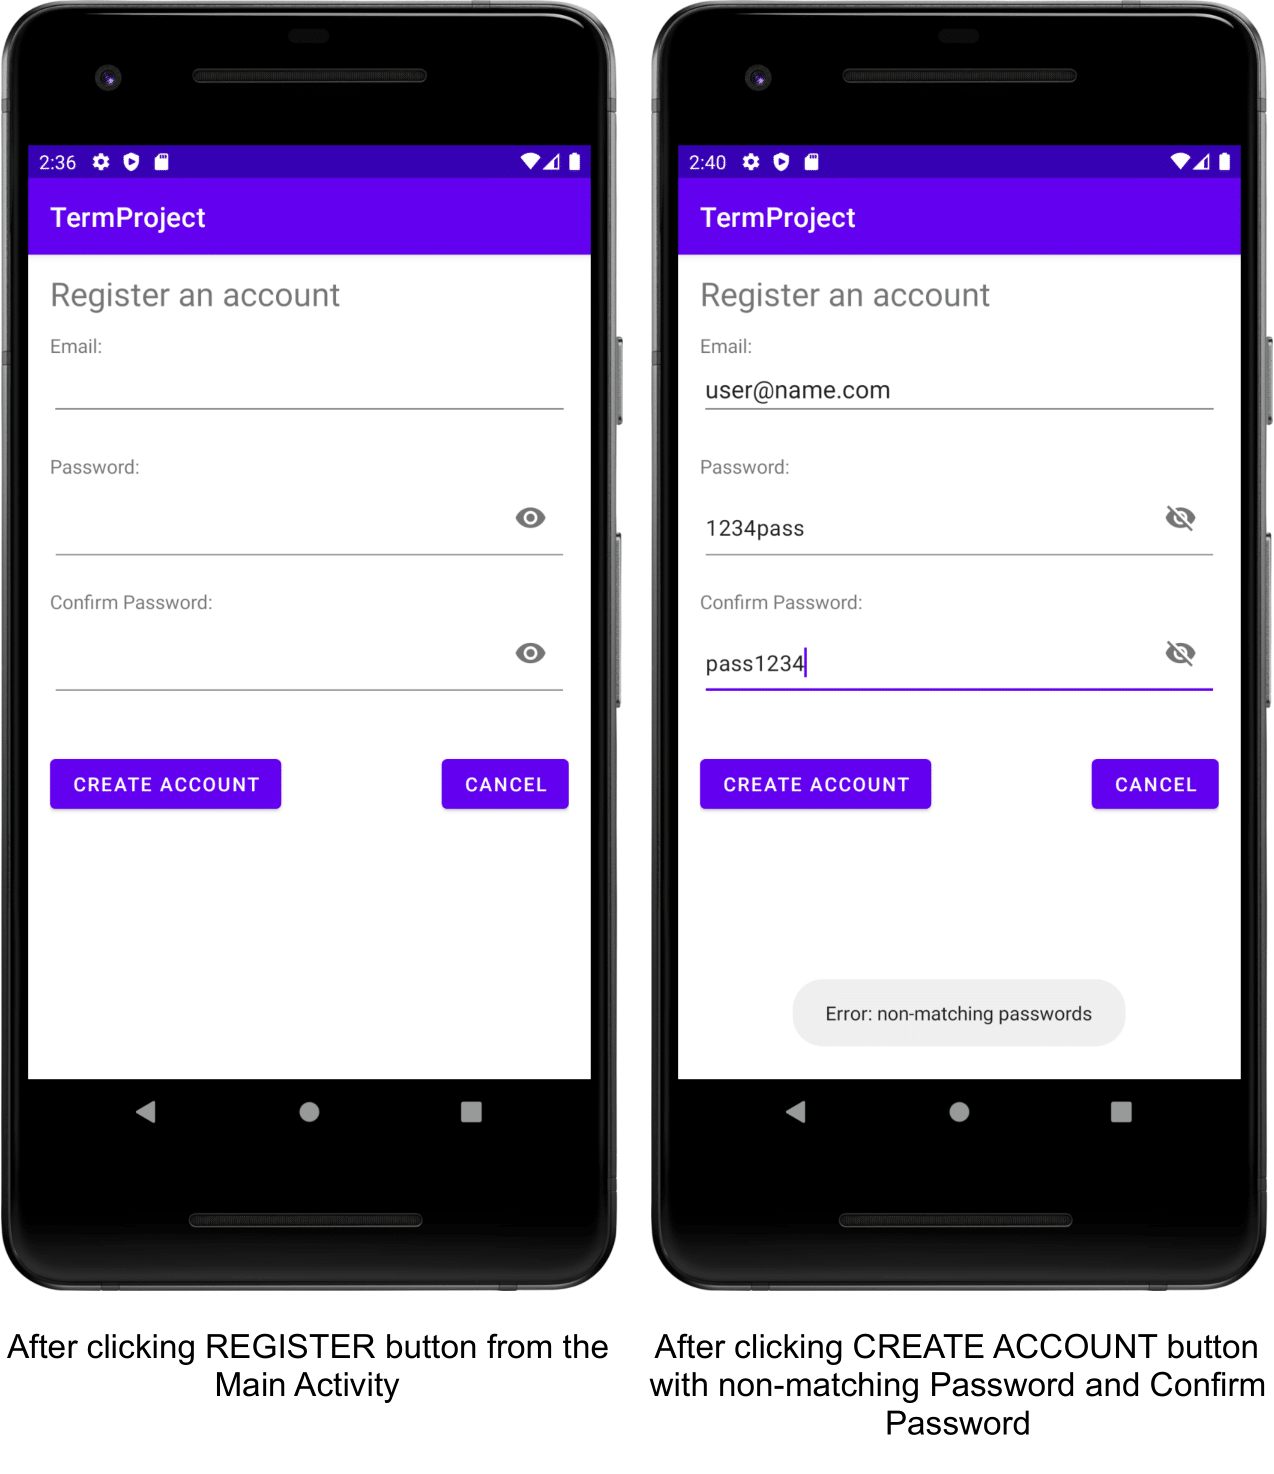 2:36
TermProject
Register an account
Email:
Password:
Confirm Password:
CREATE ACCOUNT
CANCEL
After clicking REGISTER button from the
Main Activity
2:40
TermProject
Register an account
Email:
user@name.com
Password:
1234pass
Confirm Password:
pass1234
CREATE ACCOUNT
CANCEL
Error: non-matching passwords
After clicking CREATE ACCOUNT button
with non-matching Password and Confirm
Password